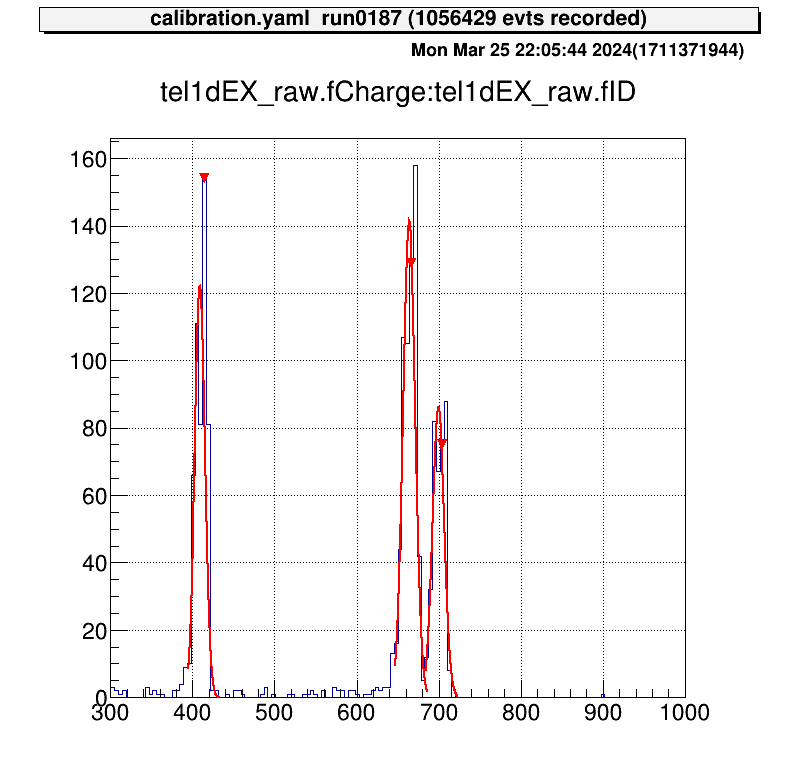 calibration.yaml run0187 (1056429 evts recorded)
Mon Mar 25 22:05:44 2024(1711371944)
tel1dEX_raw.fCharge:tel1dEX_raw.fID
160
140
120
100
80
60
40
20
0
300 400 500 600 700 800 900 1000